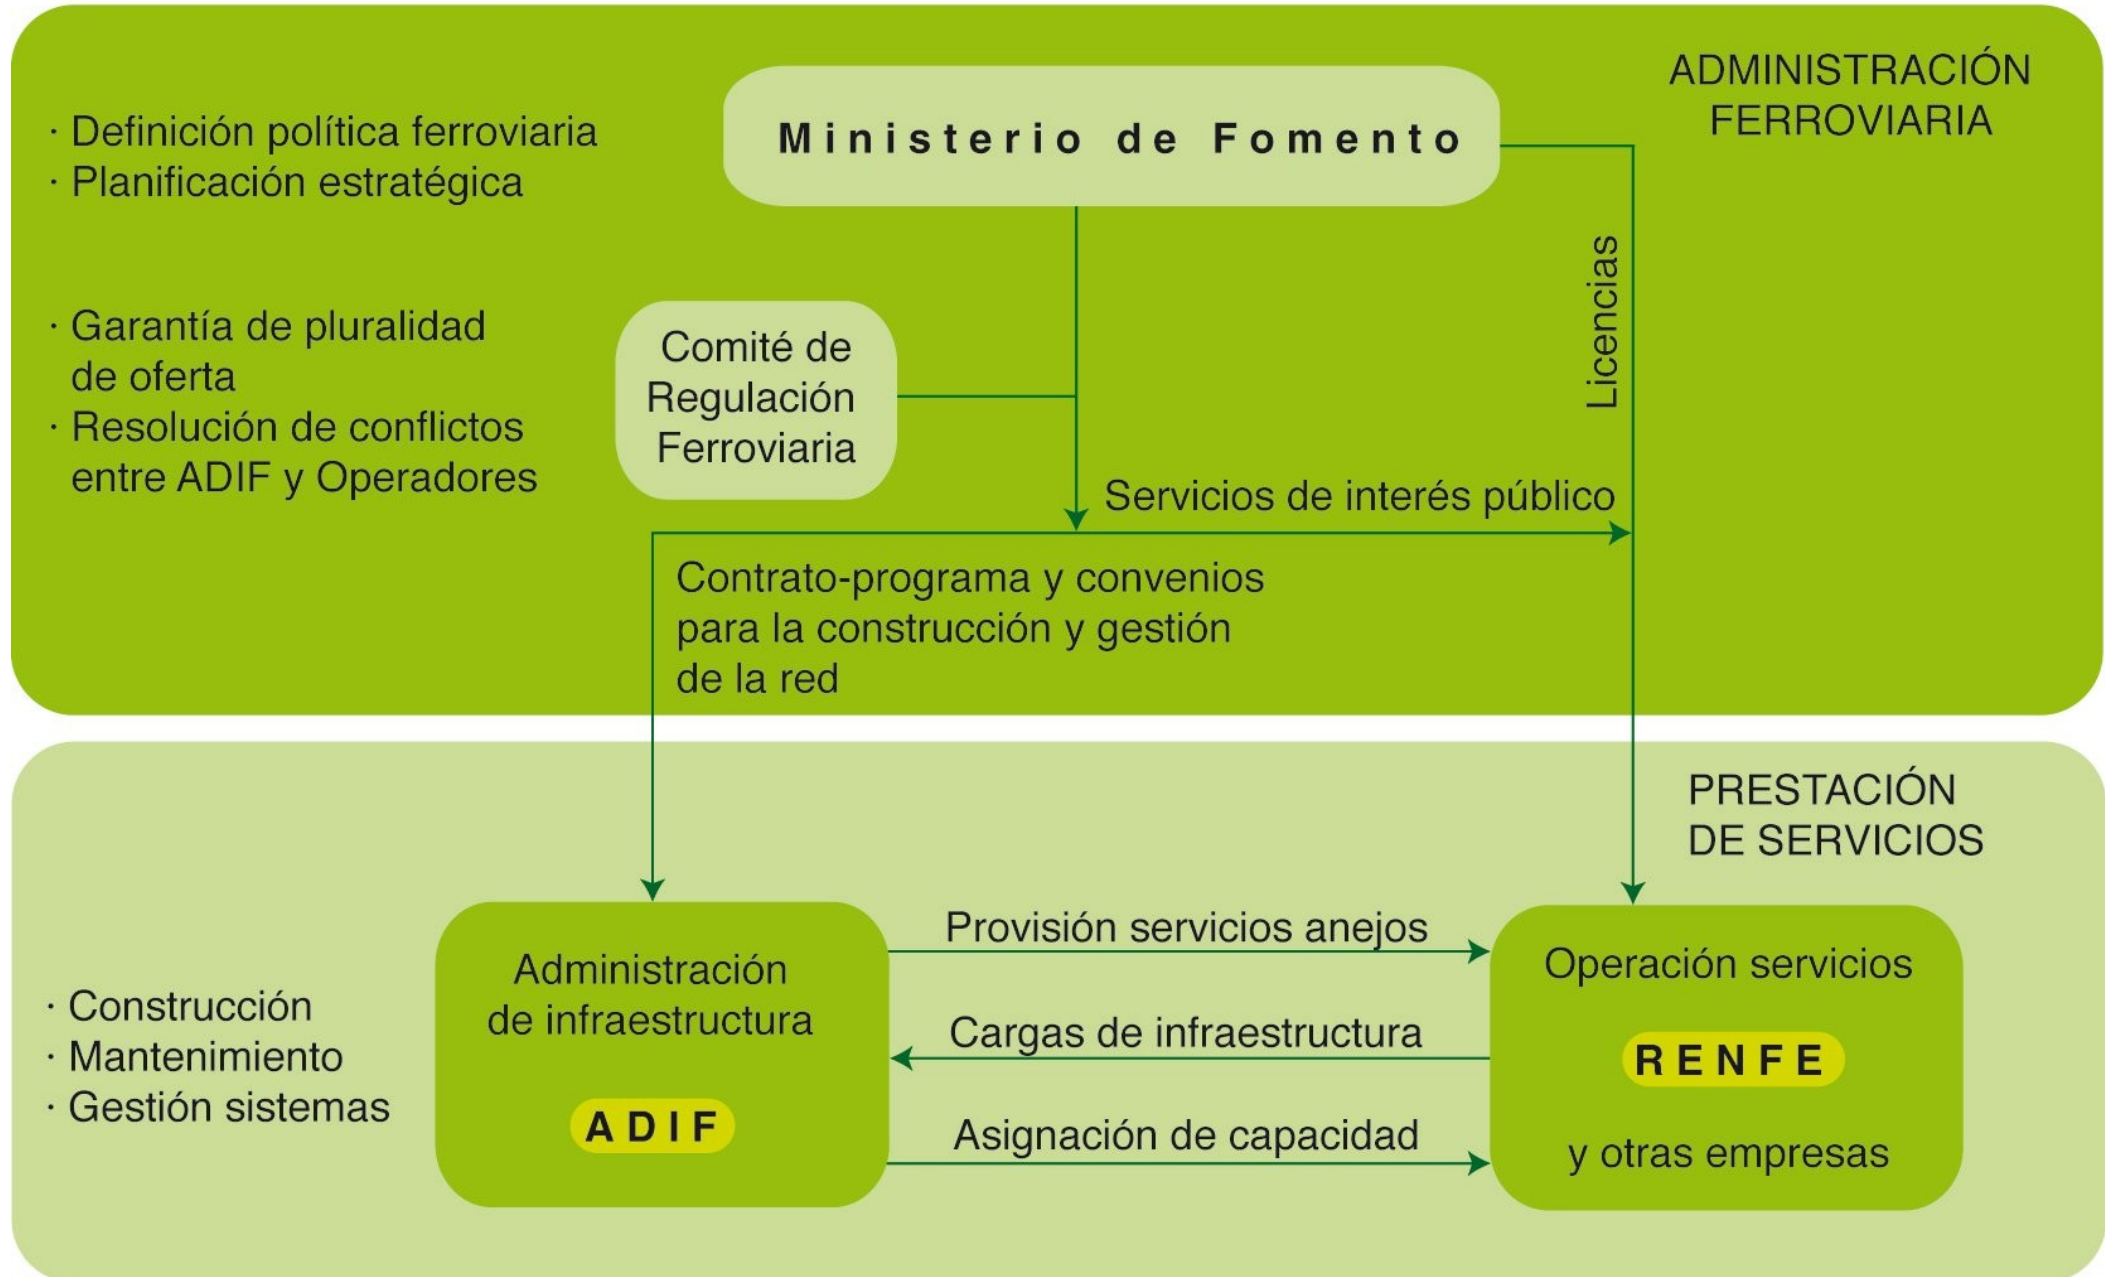 ADMINISTRACIÓN
FERROVIARIA
· Definición política ferroviaria
· Planificación estratégica
Ministerio de Fomento
Licencias
· Garantía de pluralidad
de oferta
· Resolución de conflictos
entre ADIF y Operadores
Comité de
Regulación
Ferroviaria
Servicios de interés público
Contrato-programa y convenios
para la construcción y gestión
de la red
PRESTACIÓN
DE SERVICIOS
· Construcción
· Mantenimiento
· Gestión sistemas
Administración
de infraestructura
ADIF
Provisión servicios anejos
Cargas de infraestructura
Asignación de capacidad
Operación servicios
RENFE
y otras empresas